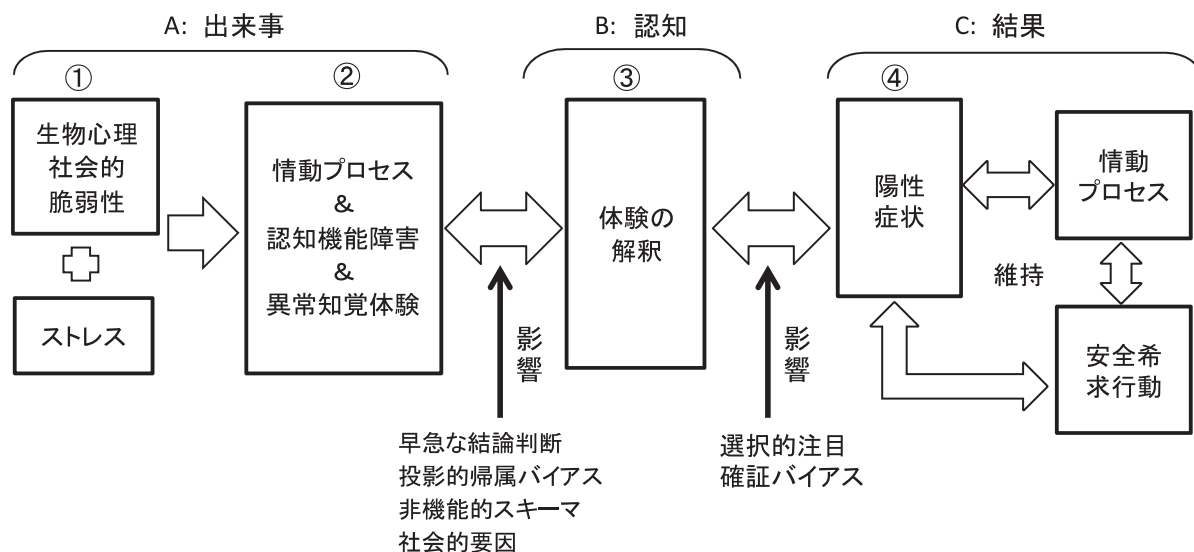 A: 出来事
B: 認知
C: 結果
①
②
③
④
生物心理
社会的
脆弱性
ストレス
情動プロセス
&
認知機能障害
&
異常知覚体験
体験の
解釈
陽性
症状
情動
プロセス
維持
安全希
求行動
影響
影響
早急な結論判断
投影的帰属バイアス
非機能的スキーマ
社会的要因
選択的注目
確証バイアス